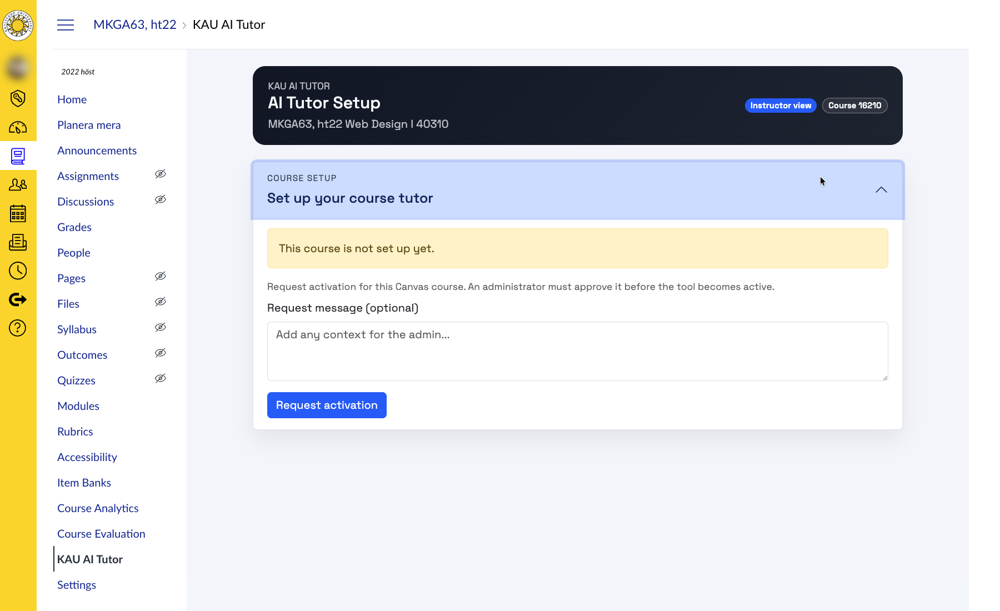 MKGA63, ht22 › KAU AI Tutor
2022 höst
Home
Planera mera
Announcements
Assignments
Discussions
Grades
People
Pages
Files
Syllabus
Outcomes
Quizzes
Modules
Rubrics
Accessibility
Item Banks
Course Analytics
Course Evaluation
KAU AI Tutor
Settings
KAU AI TUTOR
AI Tutor Setup
MKGA63, ht22 Web Design I 40310
Instructor view
Course 16210
COURSE SETUP
Set up your course tutor
This course is not set up yet.
Request activation for this Canvas course. An administrator must approve it before the tool becomes active.
Request message (optional)
Add any context for the admin...
Request activation